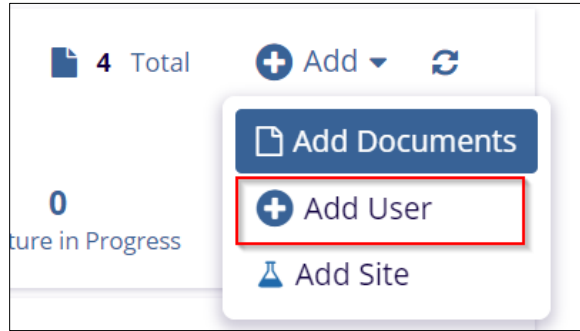 4 Total
Add
Add Documents
Add User
Add Site
0
ture in Progress